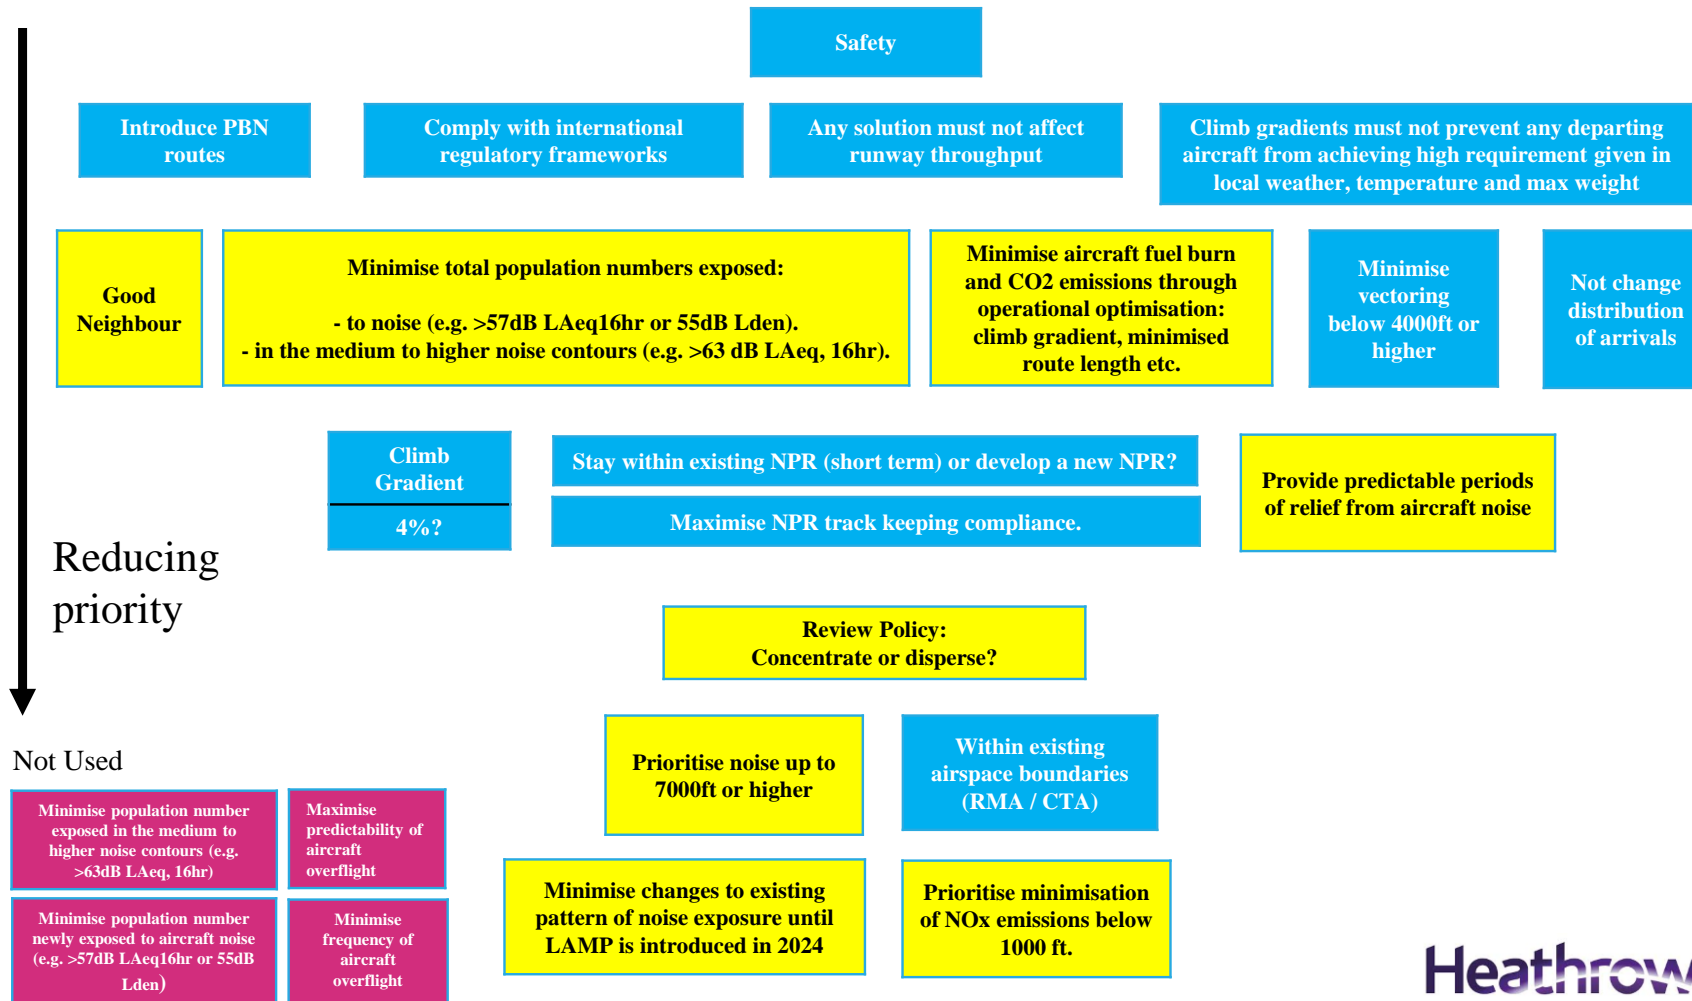 Safety
Introduce PBN
routes
Comply with international
regulatory frameworks
Any solution must not affect
runway throughput
Climb gradients must not prevent any departing
aircraft from achieving high requirement given in
local weather, temperature and max weight
Good
Neighbour
Minimise total population numbers exposed:
- to noise (e.g. >57dB LAeq16hr or 55dB Lden).
- in the medium to higher noise contours (e.g. >63 dB LAeq, 16hr).
Minimise aircraft fuel burn
and CO2 emissions through
operational optimisation:
climb gradient, minimised
route length etc.
Minimise
vectoring
below 4000ft or
higher
Not change
distribution
of arrivals
Climb
Gradient
4%?
Stay within existing NPR (short term) or develop a new NPR?
Maximise NPR track keeping compliance.
Provide predictable periods
of relief from aircraft noise
Reducing
priority
Review Policy:
Concentrate or disperse?
Prioritise noise up to
7000ft or higher
Within existing
airspace boundaries
(RMA / CTA)
Minimise changes to existing
pattern of noise exposure until
LAMP is introduced in 2024
Prioritise minimisation
of NOx emissions below
1000 ft.
Not Used
Minimise population number
exposed in the medium to
higher noise contours (e.g.
>63dB LAeq, 16hr)
Maximise
predictability of
aircraft
overflight
Minimise population number
newly exposed to aircraft noise
(e.g. >57dB LAeq16hr or 55dB
Lden)
Minimise
frequency of
aircraft
overflight
Heathrow